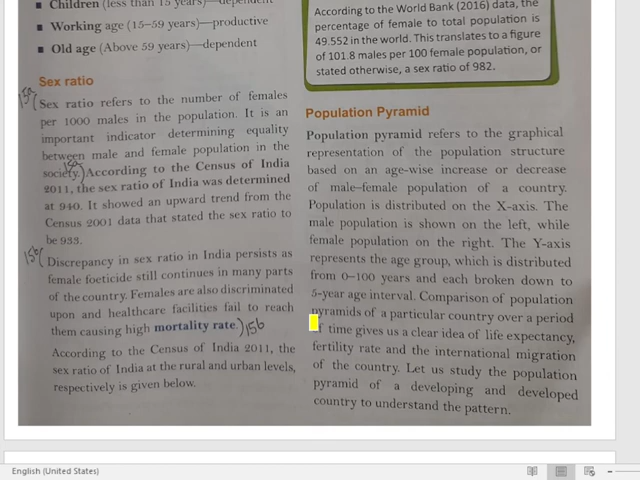 Children (less than 15 years)—dependent
Working age (15–59 years)—productive
Old age (Above 59 years)—dependent
Sex ratio
15a (Sex ratio refers to the number of females
per 1000 males in the population. It is an
important indicator determining equality
between male and female population in the
society.) According to the Census of India
2011, the sex ratio of India was determined
at 940. It showed an upward trend from the
Census 2001 data that stated the sex ratio to
be 933.
15b (Discrepancy in sex ratio in India persists as
female foeticide still continues in many parts
of the country. Females are also discriminated
upon and healthcare facilities fail to reach
them causing high mortality rate.) 15b
According to the Census of India 2011, the
sex ratio of India at the rural and urban levels,
respectively is given below.
According to the World Bank (2016) data, the
percentage of female to total population is
49.552 in the world. This translates to a figure
of 101.8 males per 100 female population, or
stated otherwise, a sex ratio of 982.
Population Pyramid
Population pyramid refers to the graphical
representation of the population structure
based on an age-wise increase or decrease
of male-female population of a country.
Population is distributed on the X-axis. The
male population is shown on the left, while
female population on the right. The Y-axis
represents the age group, which is distributed
from 0–100 years and each broken down to
5-year age interval. Comparison of population
pyramids of a particular country over a period
of time gives us a clear idea of life expectancy,
fertility rate and the international migration
of the country. Let us study the population
pyramid of a developing and developed
country to understand the pattern.
English (United States)